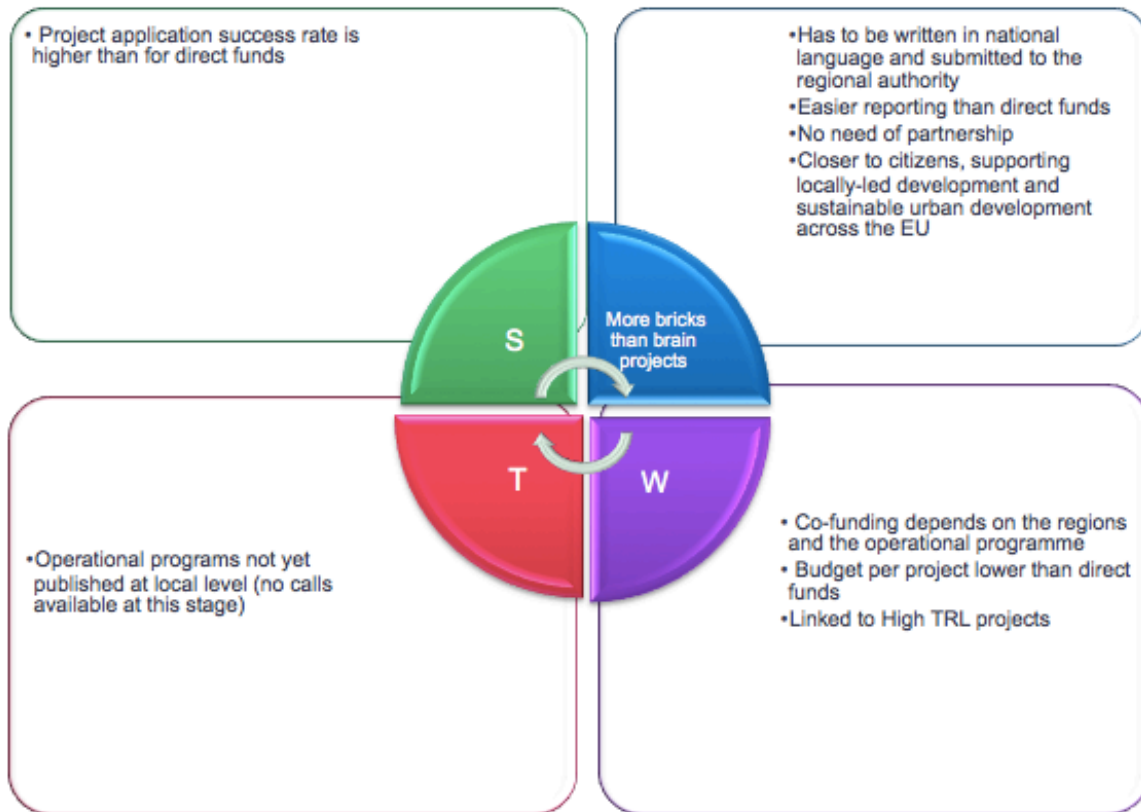 • Project application success rate is
higher than for direct funds
•Has to be written in national
language and submitted to the
regional authority
•Easier reporting than direct funds
•No need of partnership
•Closer to citizens, supporting
locally-led development and
sustainable urban development
across the EU
S
More bricks
than brain
projects
T
W
•Operational programs not yet
published at local level (no calls
available at this stage)
• Co-funding depends on the regions
and the operational programme
• Budget per project lower than direct
funds
•Linked to High TRL projects